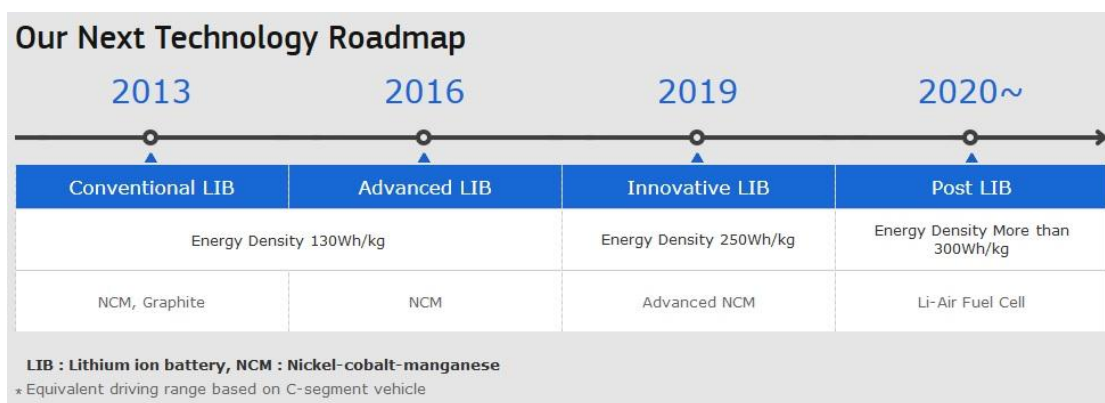 Our Next Technology Roadmap
2013 2016 2019 2020~
Conventional LIB Advanced LIB Innovative LIB Post LIB
Energy Density 130Wh/kg Energy Density 250Wh/kg Energy Density More than
300Wh/kg
NCM, Graphite NCM Advanced NCM Li-Air Fuel Cell
LIB : Lithium ion battery, NCM : Nickel-cobalt-manganese
* Equivalent driving range based on C-segment vehicle